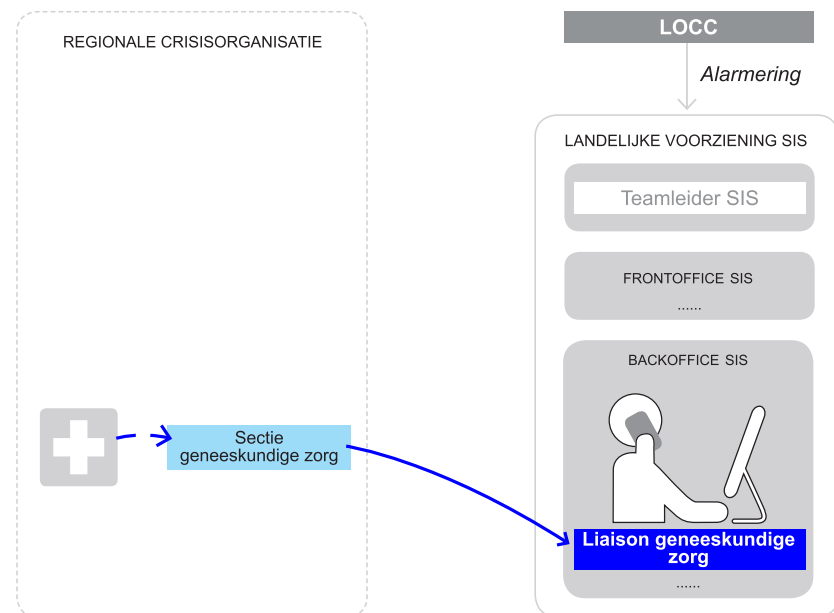 REGIONALE CRISISORGANISATIE
LOCC
Alarmering
LANDELIJKE VOORZIENING SIS
Teamleider SIS
FRONTOFFICE SIS
......
BACKOFFICE SIS
Sectie
geneeskundige zorg
Liaison geneeskundige
zorg
......